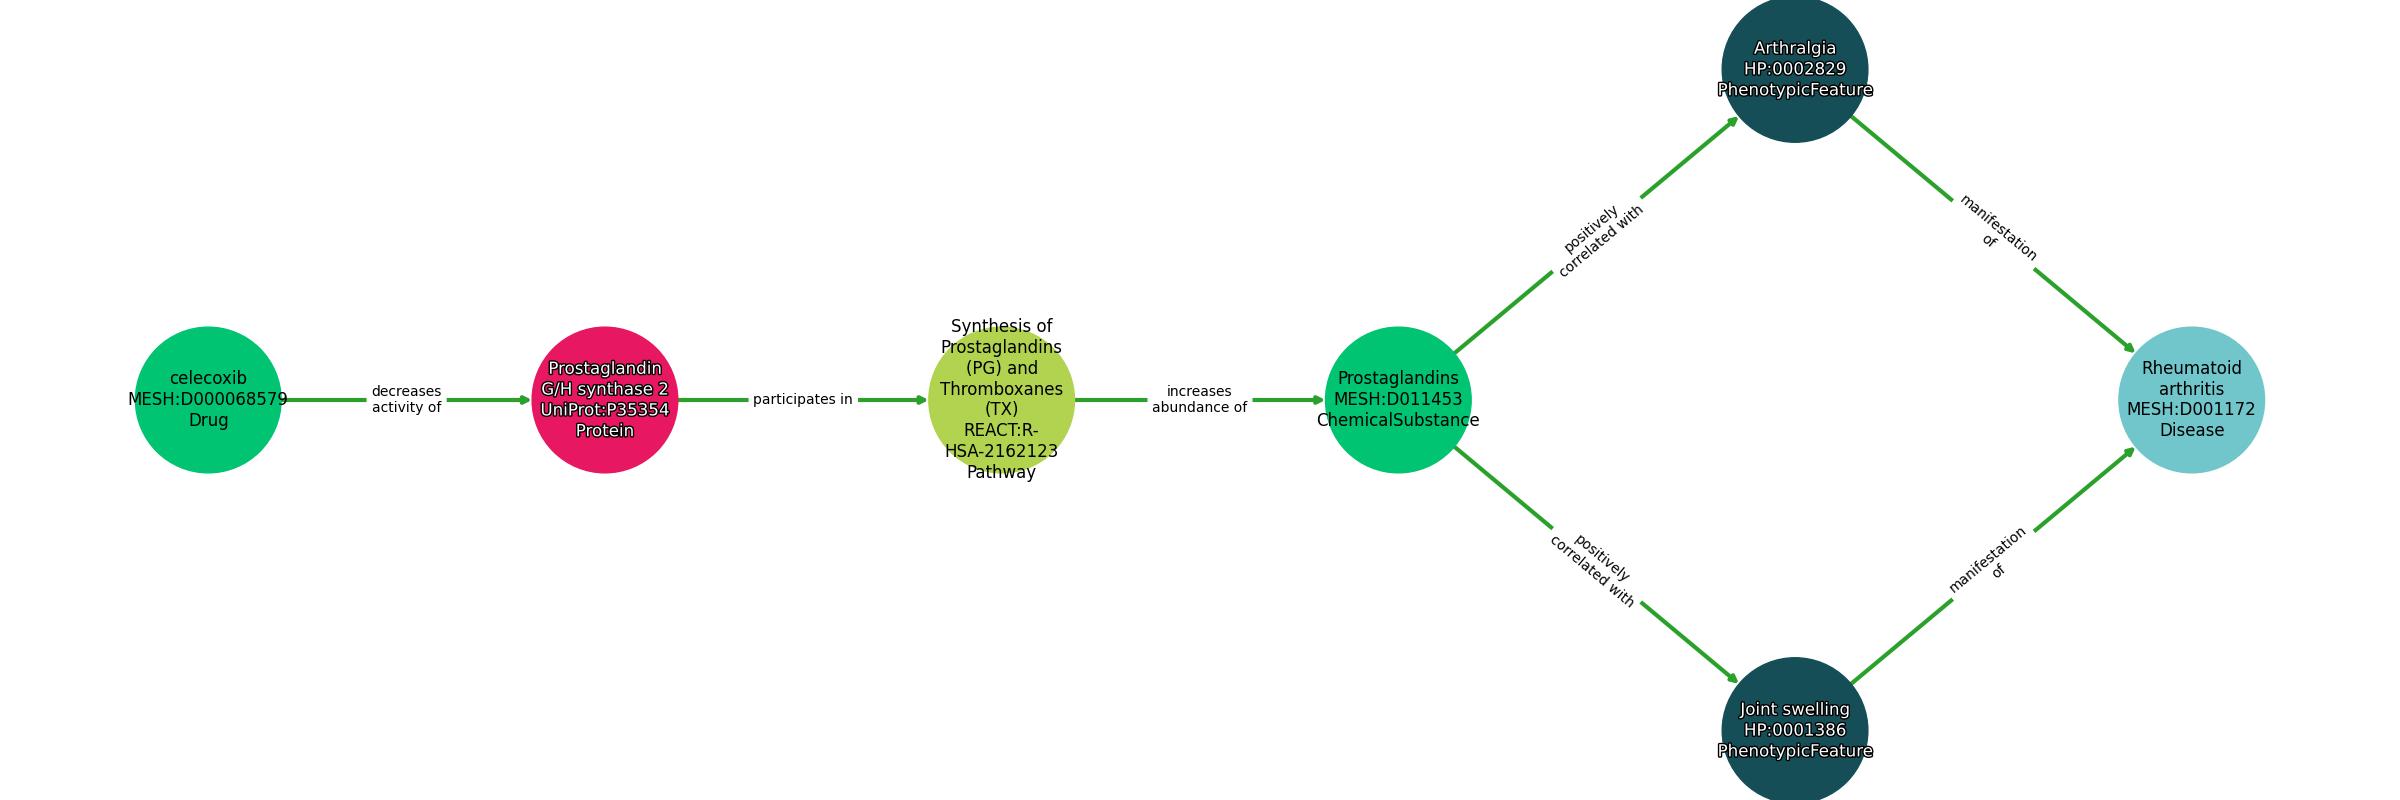 Arthralgia
HP:0002829
PhenotypicFeature
positively
correlated with
manifestation
of
celecoxib
MESH:D000068579
Drug
decreases
activity of
Prostaglandin
G/H synthase 2
UniProt:P35354
Protein
participates in
Synthesis of
Prostaglandins
(PG) and
Thromboxanes
(TX)
REACT:R-
HSA-2162123
Pathway
increases
abundance of
Prostaglandins
MESH:D011453
ChemicalSubstance
Rheumatoid
arthritis
MESH:D001172
Disease
positively
correlated with
manifestation
of
Joint swelling
HP:0001386
PhenotypicFeature